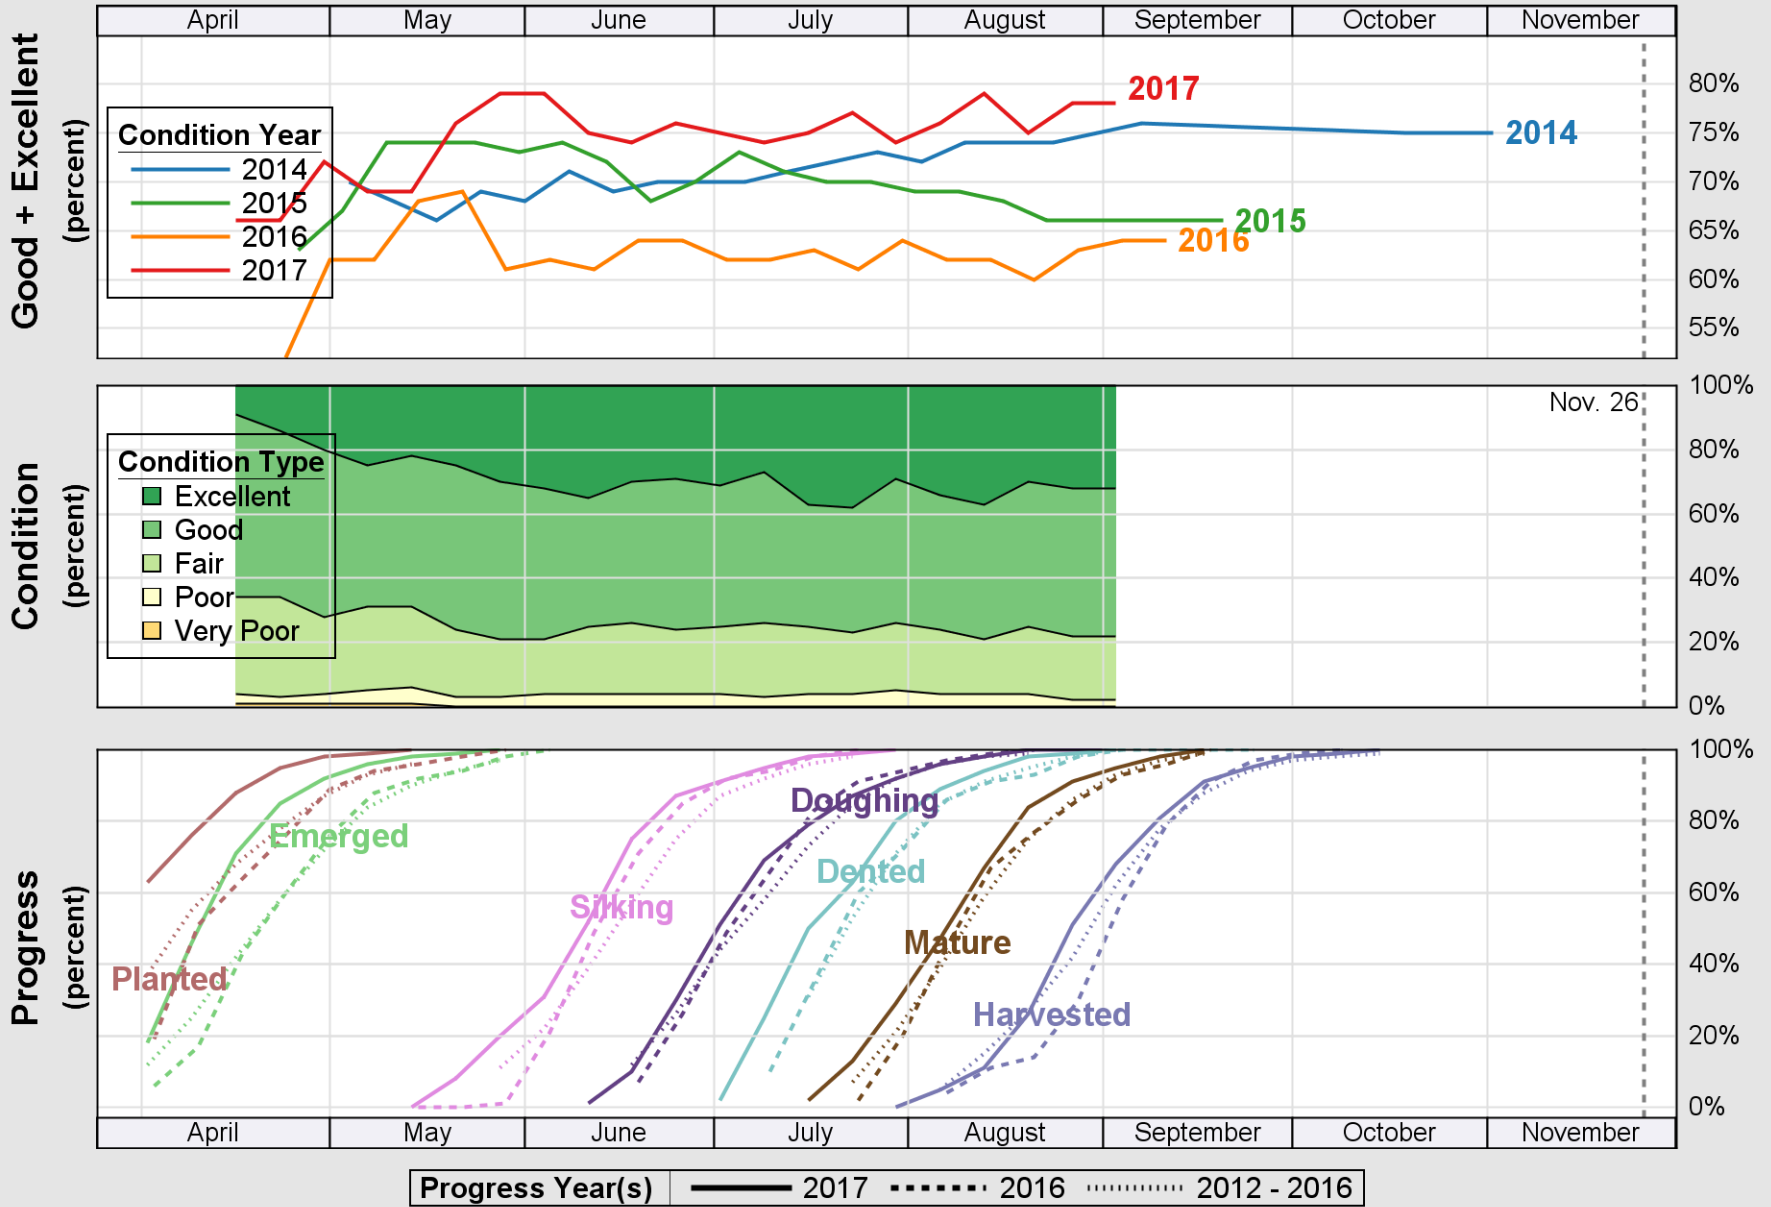 April May June July August September October November
Good + Excellent
(percent)
80%
75%
70%
65%
60%
55%
Condition Year
2014
2015
2016
2017
2017
2014
2015
2016
Condition
(percent)
100%
80%
60%
40%
20%
0%
Nov. 26
Condition Type
Excellent
Good
Fair
Poor
Very Poor
Progress
(percent)
100%
80%
60%
40%
20%
0%
Doughing
Emerged
Dented
Silking
Mature
Planted
Harvested
April May June July August September October November
Progress Year(s) 2017 2016 2012 - 2016